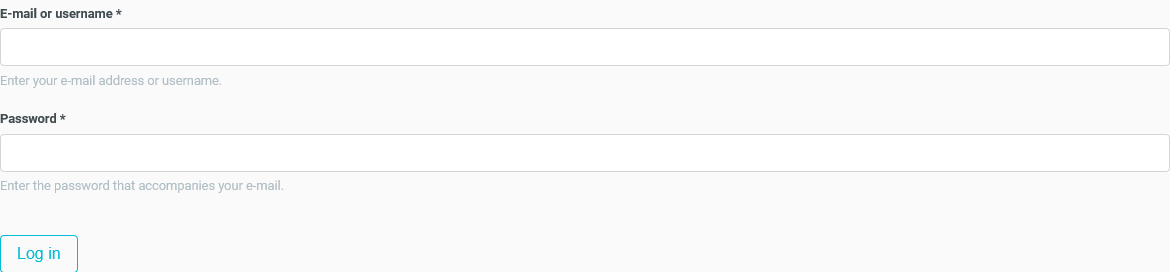 E-mail or username *
Enter your e-mail address or username.
Password *
Enter the password that accompanies your e-mail.
Log in